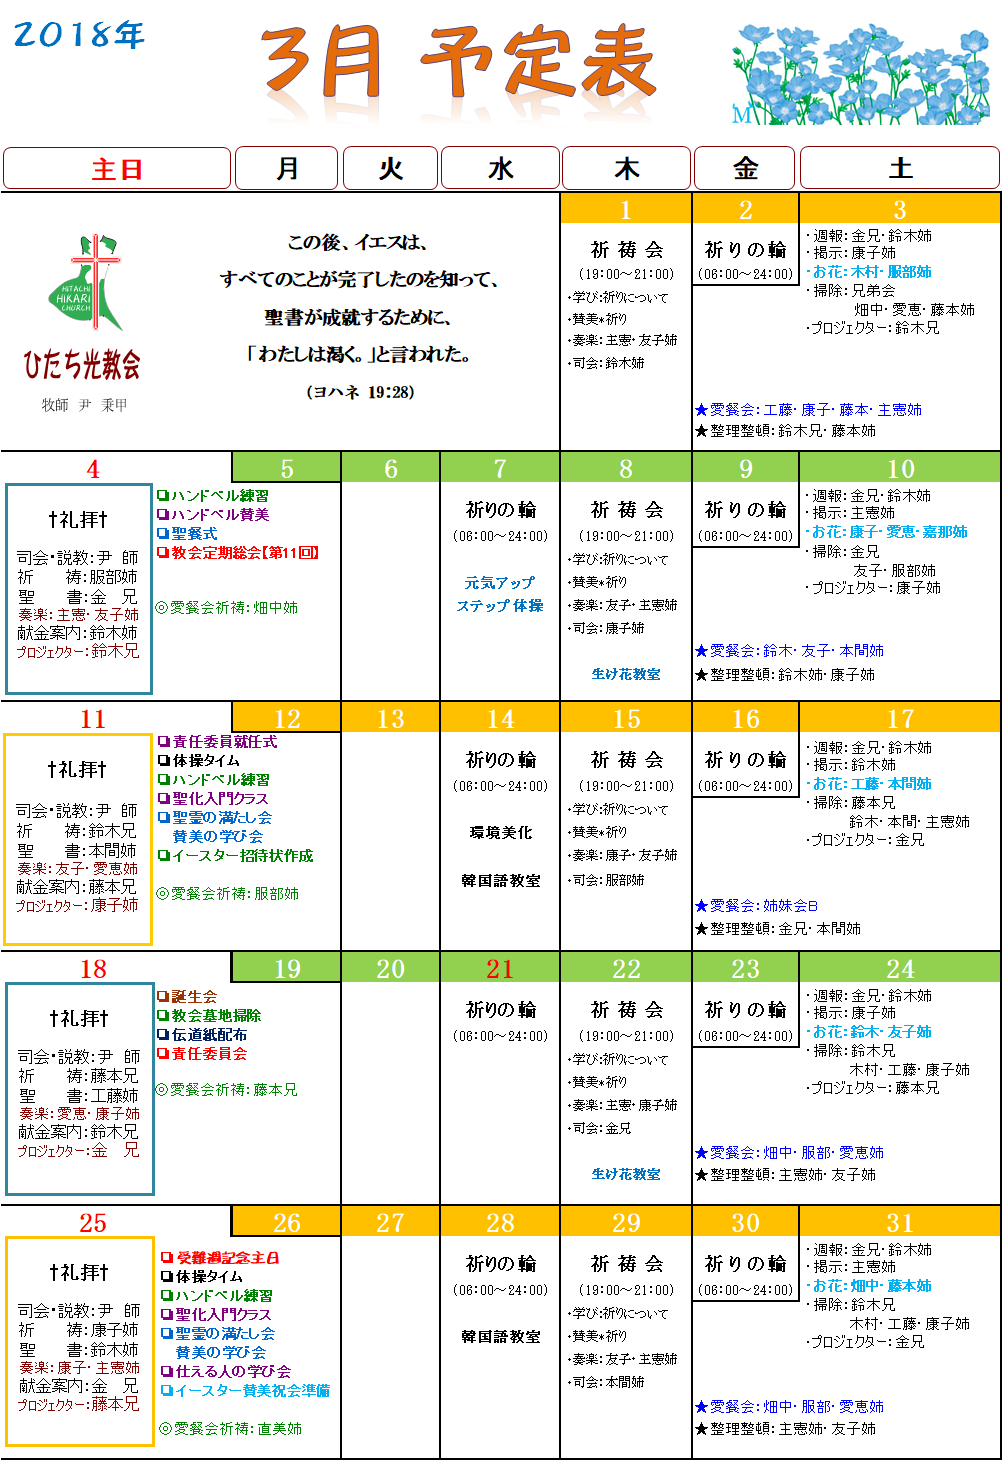 2018年
3月 予定表
M
主日 月 火 水 木 金 土
HITACHI
HIKARI
CHURCH
ひたち光教会
牧師 尹 秉甲
この後、イエスは、
すべてのことが完了したのを知って、
聖書が成就するために、
「わたしは渇く。」と言われた。
(ヨハネ 19:28)
1
祈 祷 会
(19:00～21:00)
・学び:祈りについて
・賛美*祈り
・奏楽: 主憲・友子姉
・司会: 鈴木姉
2
祈りの輪
(06:00～24:00)
3
・週報: 金兄・鈴木姉
・掲示: 康子姉
・お花: 木村・服部姉
・掃除: 兄弟会
畑中・愛恵・藤本姉
・プロジェクター: 鈴木兄
★愛餐会: 工藤・康子・藤本・主憲姉
★整理整頓: 鈴木兄・藤本姉
4
†礼拝†
司会・説教:尹 師
祈 祷:服部姉
聖 書:金 兄
奏楽: 主憲・友子姉
献金案内:鈴木姉
プロジェクター:鈴木兄
5
❏ハンドベル練習
❏ハンドベル賛美
❏聖餐式
❏教会定期総会【第11回】
◎愛餐会祈祷: 畑中姉
6
7
祈りの輪
(06:00～24:00)
元気アップ
ステップ 体操
8
祈 祷 会
(19:00～21:00)
・学び:祈りについて
・賛美*祈り
・奏楽: 友子・主憲姉
・司会: 康子姉
生け花教室
9
祈りの輪
(06:00～24:00)
10
・週報: 金兄・鈴木姉
・掲示: 主憲姉
・お花: 康子・愛恵・嘉那姉
・掃除: 金兄
友子・服部姉
・プロジェクター: 康子姉
★愛餐会: 鈴木・友子・本間姉
★整理整頓: 鈴木姉・康子姉
11
†礼拝†
司会・説教:尹 師
祈 祷:鈴木兄
聖 書:本間姉
奏楽: 友子・愛恵姉
献金案内:藤本兄
プロジェクター:康子姉
12
❏責任委員就任式
❏体操タイム
❏ハンドベル練習
❏聖化入門クラス
❏聖霊の満たし会
賛美の学び会
❏イースター招待状作成
◎愛餐会祈祷: 服部姉
13
14
祈りの輪
(06:00～24:00)
環境美化
韓国語教室
15
祈 祷 会
(19:00～21:00)
・学び:祈りについて
・賛美*祈り
・奏楽: 康子・友子姉
・司会: 服部姉
16
祈りの輪
(06:00～24:00)
17
・週報: 金兄・鈴木姉
・掲示: 鈴木姉
・お花: 工藤・本間姉
・掃除: 藤本兄
鈴木・本間・主憲姉
・プロジェクター: 金兄
★愛餐会: 姉妹会B
★整理整頓: 金兄・本間姉
18
†礼拝†
司会・説教:尹 師
祈 祷:藤本兄
聖 書:工藤姉
奏楽: 愛恵・康子姉
献金案内:鈴木兄
プロジェクター:金 兄
19
❏誕生会
❏教会墓地掃除
❏伝道紙配布
❏責任委員会
◎愛餐会祈祷: 藤本兄
20
21
祈りの輪
(06:00～24:00)
22
祈 祷 会
(19:00～21:00)
・学び:祈りについて
・賛美*祈り
・奏楽: 主憲・康子姉
・司会: 金兄
生け花教室
23
祈りの輪
(06:00～24:00)
24
・週報: 金兄・鈴木姉
・掲示: 康子姉
・お花: 鈴木・友子姉
・掃除: 鈴木兄
木村・工藤・康子姉
・プロジェクター: 藤本兄
★愛餐会: 畑中・服部・愛恵姉
★整理整頓: 主憲姉・友子姉
25
†礼拝†
司会・説教:尹 師
祈 祷:康子姉
聖 書:鈴木姉
奏楽: 康子・主憲姉
献金案内:金 兄
プロジェクター:藤本兄
26
❏受難週記念主日
❏体操タイム
❏ハンドベル練習
❏聖化入門クラス
❏聖霊の満たし会
賛美の学び会
❏仕える人の学び会
❏イースター賛美祝会準備
◎愛餐会祈祷: 直美姉
27
28
祈りの輪
(06:00～24:00)
韓国語教室
29
祈 祷 会
(19:00～21:00)
・学び:祈りについて
・賛美*祈り
・奏楽: 友子・主憲姉
・司会: 本間姉
30
祈りの輪
(06:00～24:00)
31
・週報: 金兄・鈴木姉
・掲示: 主憲姉
・お花: 畑中・藤本姉
・掃除: 鈴木兄
木村・工藤・康子姉
・プロジェクター: 金兄
★愛餐会: 畑中・服部・愛恵姉
★整理整頓: 主憲姉・友子姉